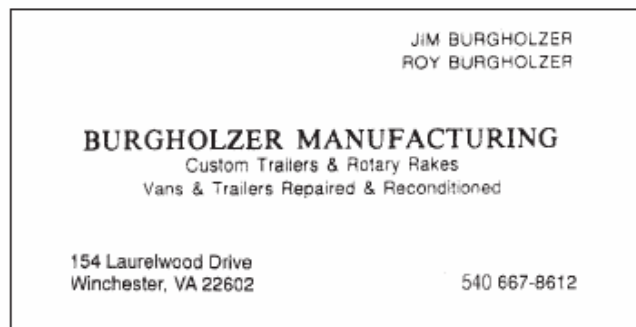 JIM BURGHOLZER
ROY BURGHOLZER
BURGHOLZER MANUFACTURING
Custom Trailers & Rotary Rakes
Vans & Trailers Repaired & Reconditioned
154 Laurelwood Drive
Winchester, VA 22602
540 667-8612